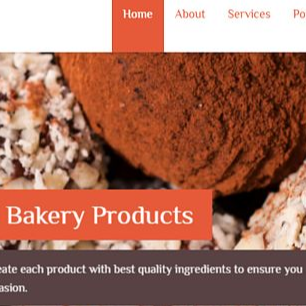 Home About Services Po
Bakery Products
eate each product with best quality ingredients to ensure you
asion.